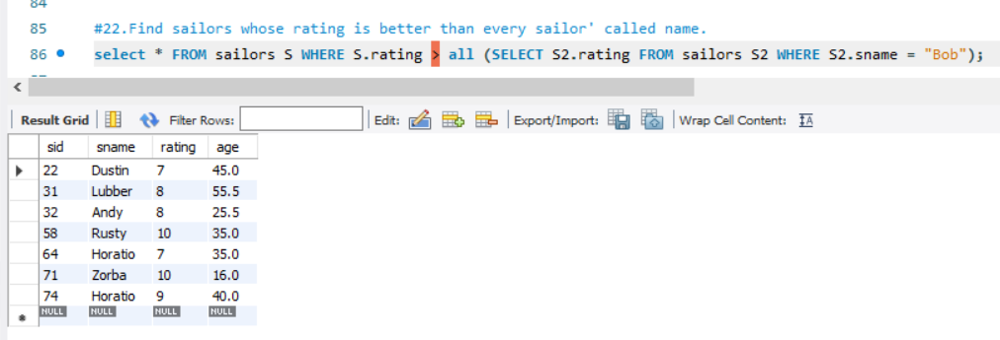 84
85 #22.Find sailors whose rating is better than every sailor' called name.
86 select * FROM sailors S WHERE S.rating > all (SELECT S2.rating FROM sailors S2 WHERE S2.sname = "Bob");
Result Grid Filter Rows: Edit: Export/Import: Wrap Cell Content:
sid sname rating age
22 Dustin 7 45.0
31 Lubber 8 55.5
32 Andy 8 25.5
58 Rusty 10 35.0
64 Horatio 7 35.0
71 Zorba 10 16.0
74 Horatio 9 40.0
NULL NULL NULL NULL